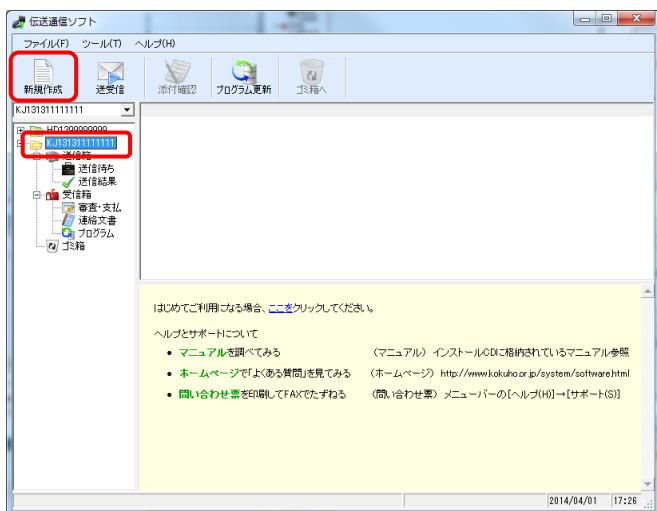 伝送通信ソフト
ファイル(F) ツール(T) ヘルプ(H)
新規作成 送受信 添付確認 プログラム更新 ゴミ箱へ
KJ131311111111
HD1399999999
KJ131311111111
送信箱
送信待ち
送信結果
受信箱
審査・支払
連絡文書
プログラム
ゴミ箱
はじめてご利用になる場合、ここをクリックしてください。
ヘルプとサポートについて
• マニュアルを調べてみる (マニュアル) インストールCDに格納されているマニュアル参照
• ホームページで「よくある質問」を見てみる (ホームページ) http://www.kokuho.or.jp/system/software.html
• 問い合わせ票を印刷してFAXでたずねる (問い合わせ票) メニューバーの[ヘルプ(H)]→[サポート(S)]
2014/04/01 17:26